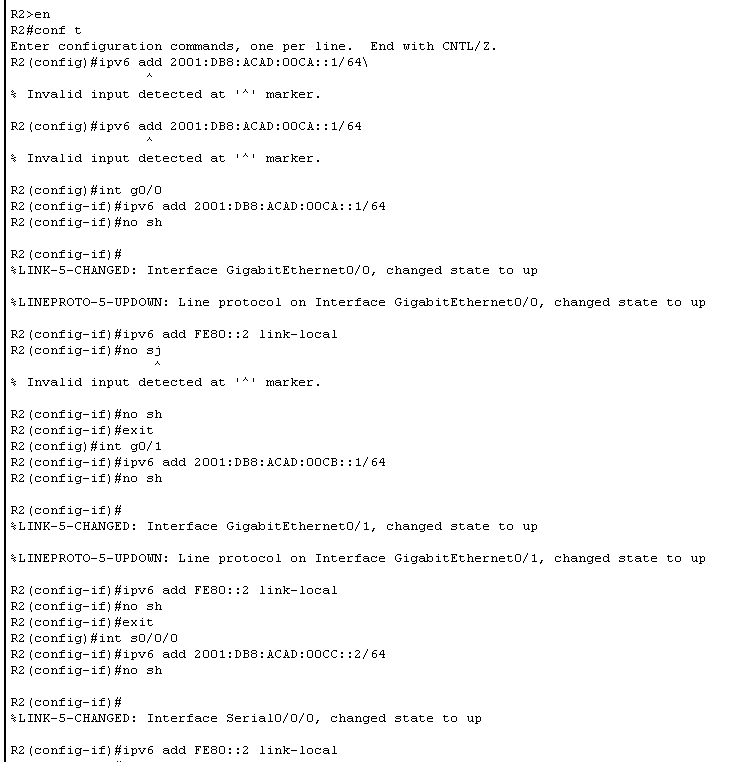 R2>en
R2#conf t
Enter configuration commands, one per line.  End with CNTL/Z.
R2(config)#ipv6 add 2001:DB8:ACAD:00CA::1/64\
^
% Invalid input detected at '^' marker.
R2(config)#ipv6 add 2001:DB8:ACAD:00CA::1/64
^
% Invalid input detected at '^' marker.
R2(config)#int g0/0
R2(config-if)#ipv6 add 2001:DB8:ACAD:00CA::1/64
R2(config-if)#no sh
R2(config-if)#
%LINK-5-CHANGED: Interface GigabitEthernet0/0, changed state to up
%LINEPROTO-5-UPDOWN: Line protocol on Interface GigabitEthernet0/0, changed state to up
R2(config-if)#ipv6 add FE80::2 link-local
R2(config-if)#no sj
^
% Invalid input detected at '^' marker.
R2(config-if)#no sh
R2(config-if)#exit
R2(config)#int g0/1
R2(config-if)#ipv6 add 2001:DB8:ACAD:00CB::1/64
R2(config-if)#no sh
R2(config-if)#
%LINK-5-CHANGED: Interface GigabitEthernet0/1, changed state to up
%LINEPROTO-5-UPDOWN: Line protocol on Interface GigabitEthernet0/1, changed state to up
R2(config-if)#ipv6 add FE80::2 link-local
R2(config-if)#no sh
R2(config-if)#exit
R2(config)#int s0/0/0
R2(config-if)#ipv6 add 2001:DB8:ACAD:00CC::2/64
R2(config-if)#no sh
R2(config-if)#
%LINK-5-CHANGED: Interface Serial0/0/0, changed state to up
R2(config-if)#ipv6 add FE80::2 link-local